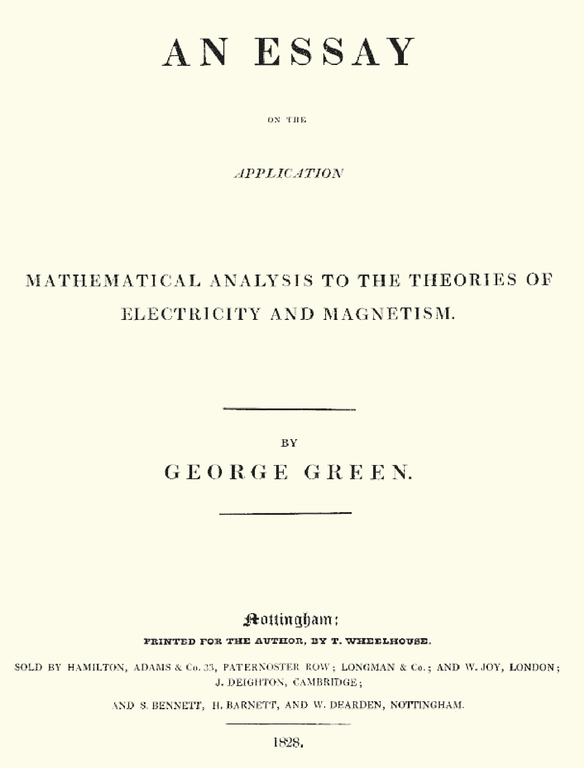 AN ESSAY
ON THE
APPLICATION
MATHEMATICAL ANALYSIS TO THE THEORIES OF
ELECTRICITY AND MAGNETISM.
BY
GEORGE GREEN.
Nottingham:
PRINTED FOR THE AUTHOR, BY T. WHEELHOUSE.
SOLD BY HAMILTON, ADAMS & Co. 33, PATERNOSTER ROW; LONGMAN & Co.; AND W. JOY, LONDON;
J. DEIGHTON, CAMBRIDGE;
AND S. BENNETT, H. BARNETT, AND W. DEARDEN, NOTTINGHAM.
1828.